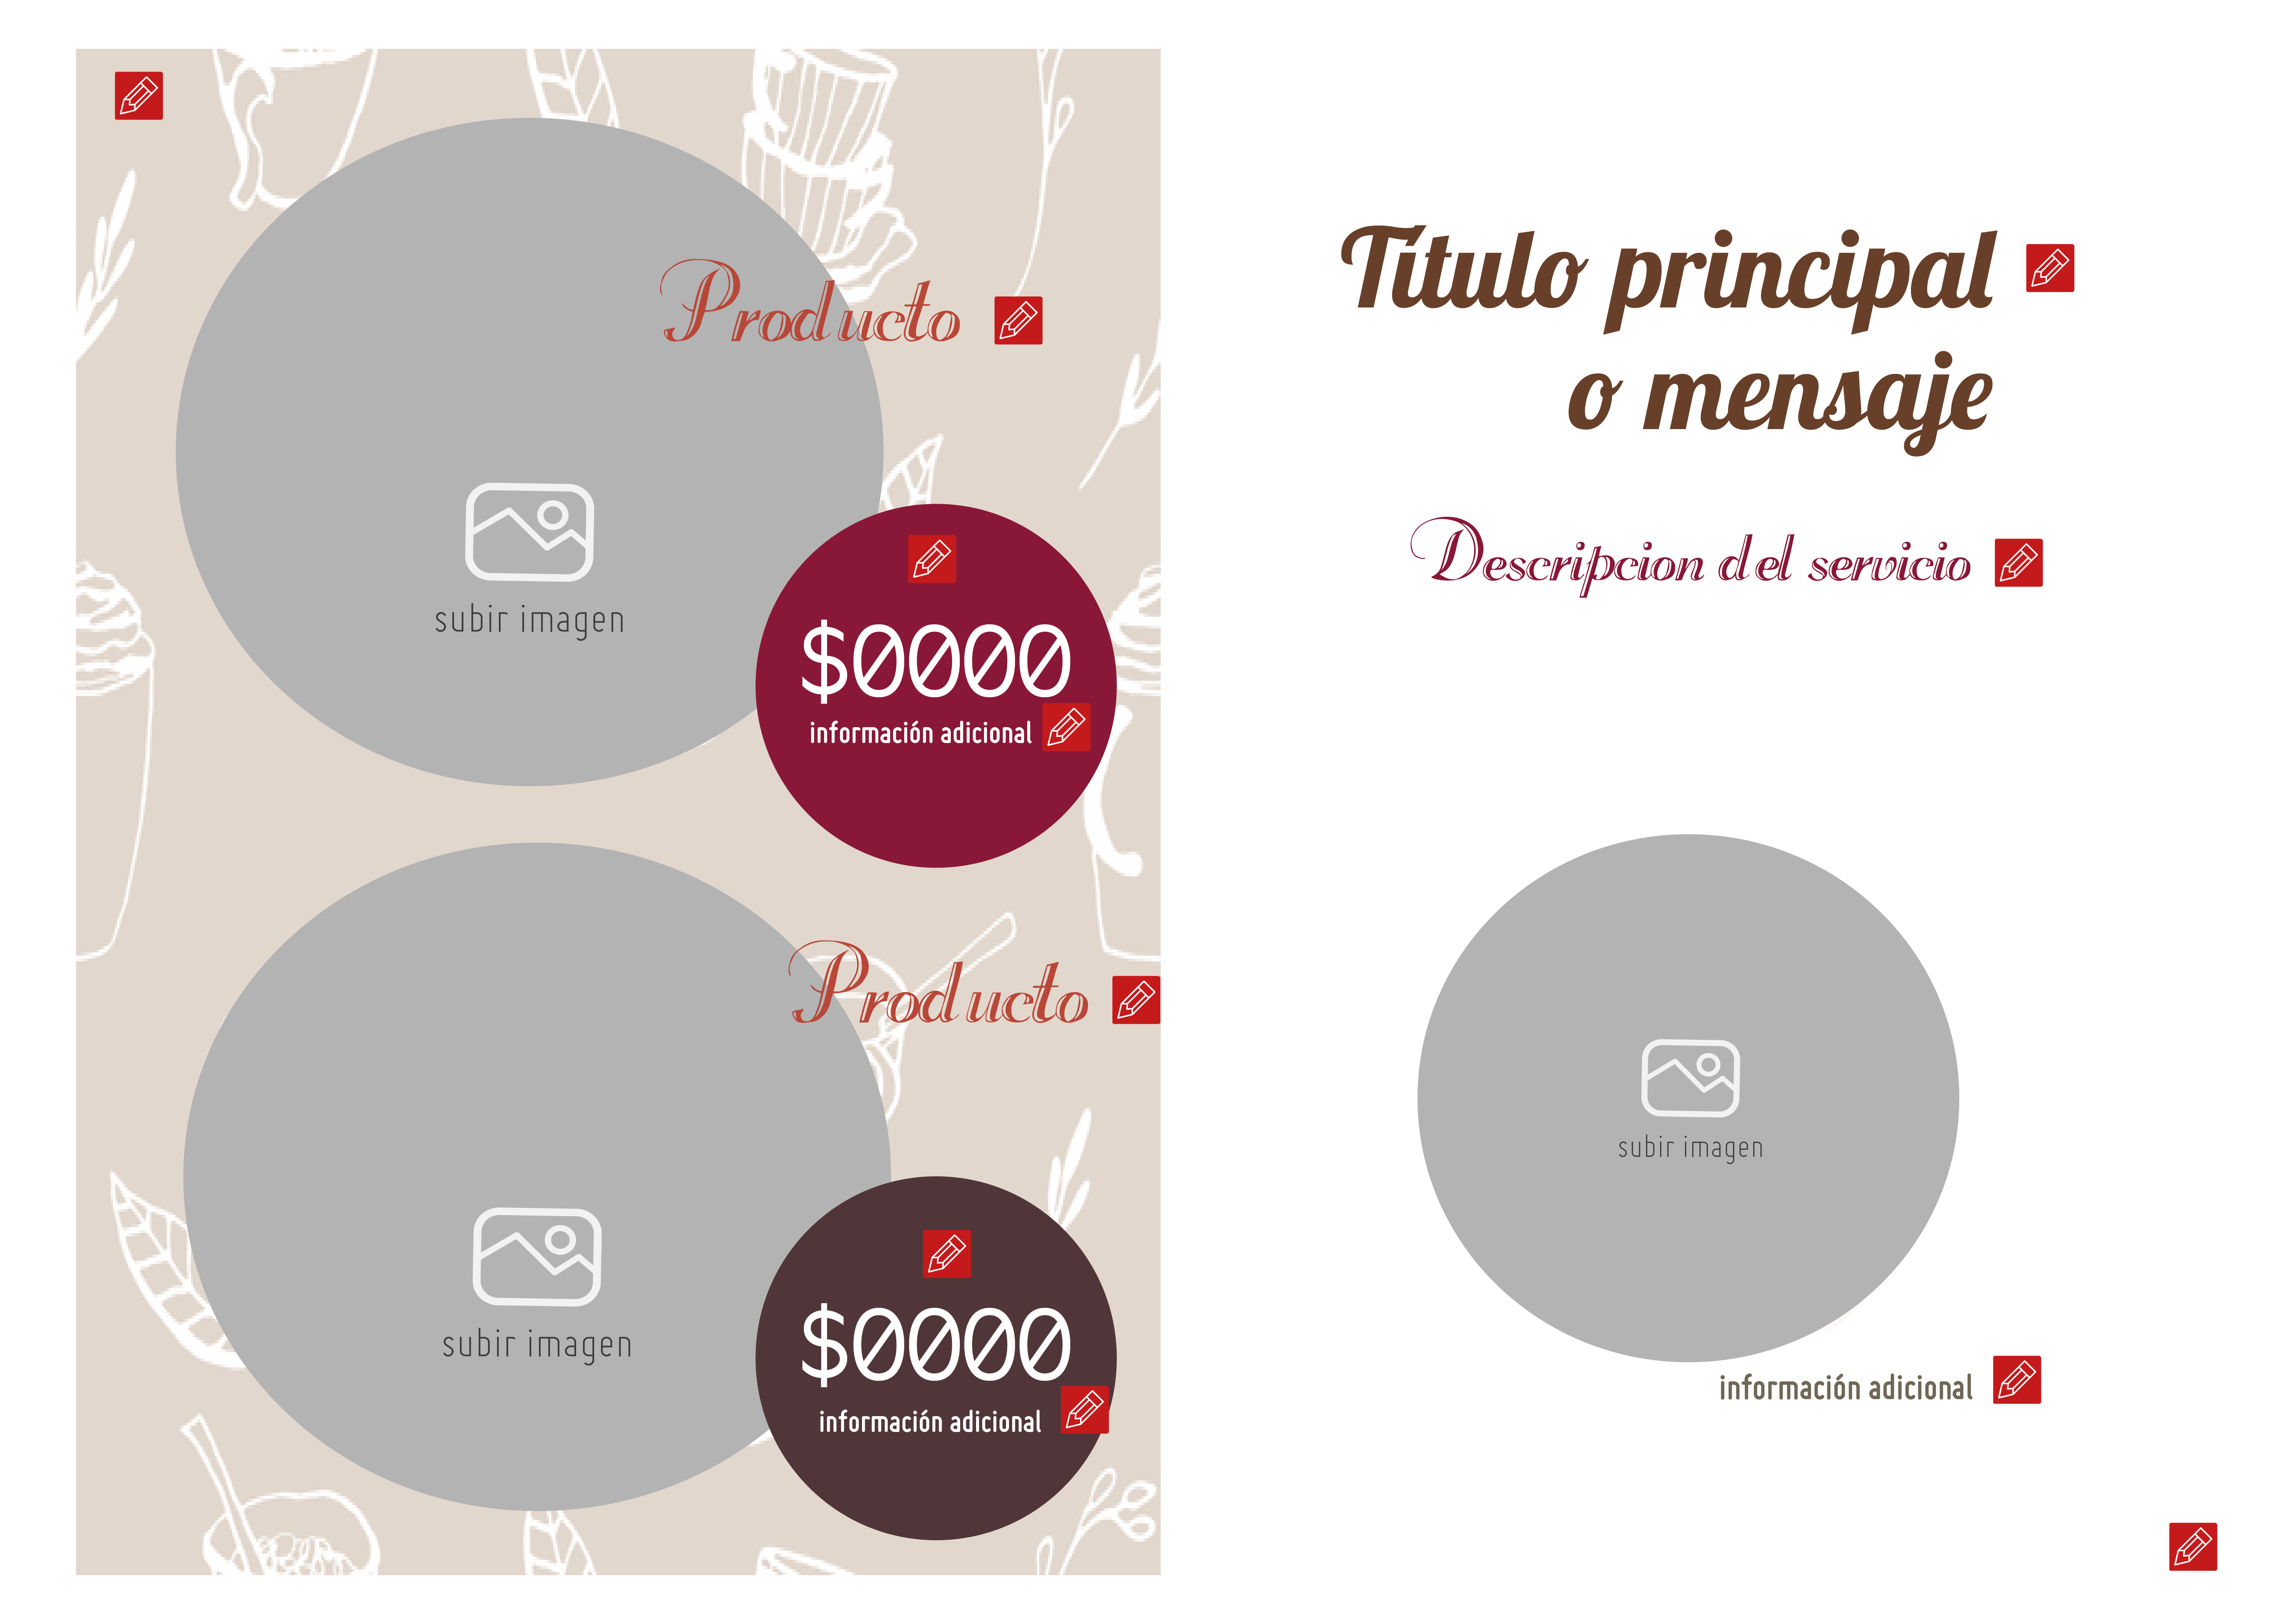 Producto
subir imagen
$0000
información adicional
Producto
subir imagen
$0000
información adicional
Título principal
o mensaje
Descripcion del servicio
subir imagen
información adicional